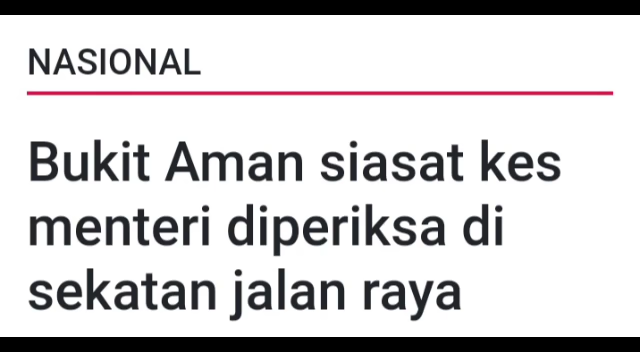 NASIONAL
Bukit Aman siasat kes
menteri diperiksa di
sekatan jalan raya